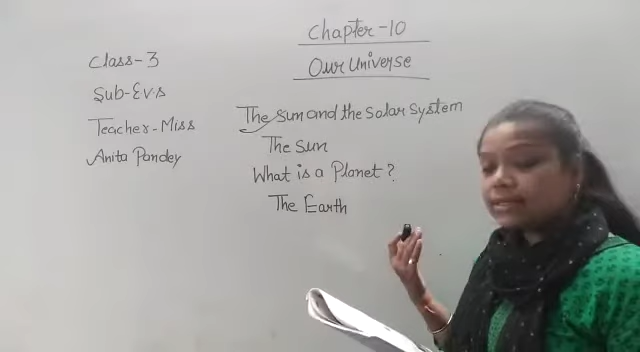 Class-3
Sub-Evs
Teacher-Miss
Anita Pandey
Chapter-10
Our Universe
The Sun and the Solar System
The Sun
What is a Planet?
The Earth